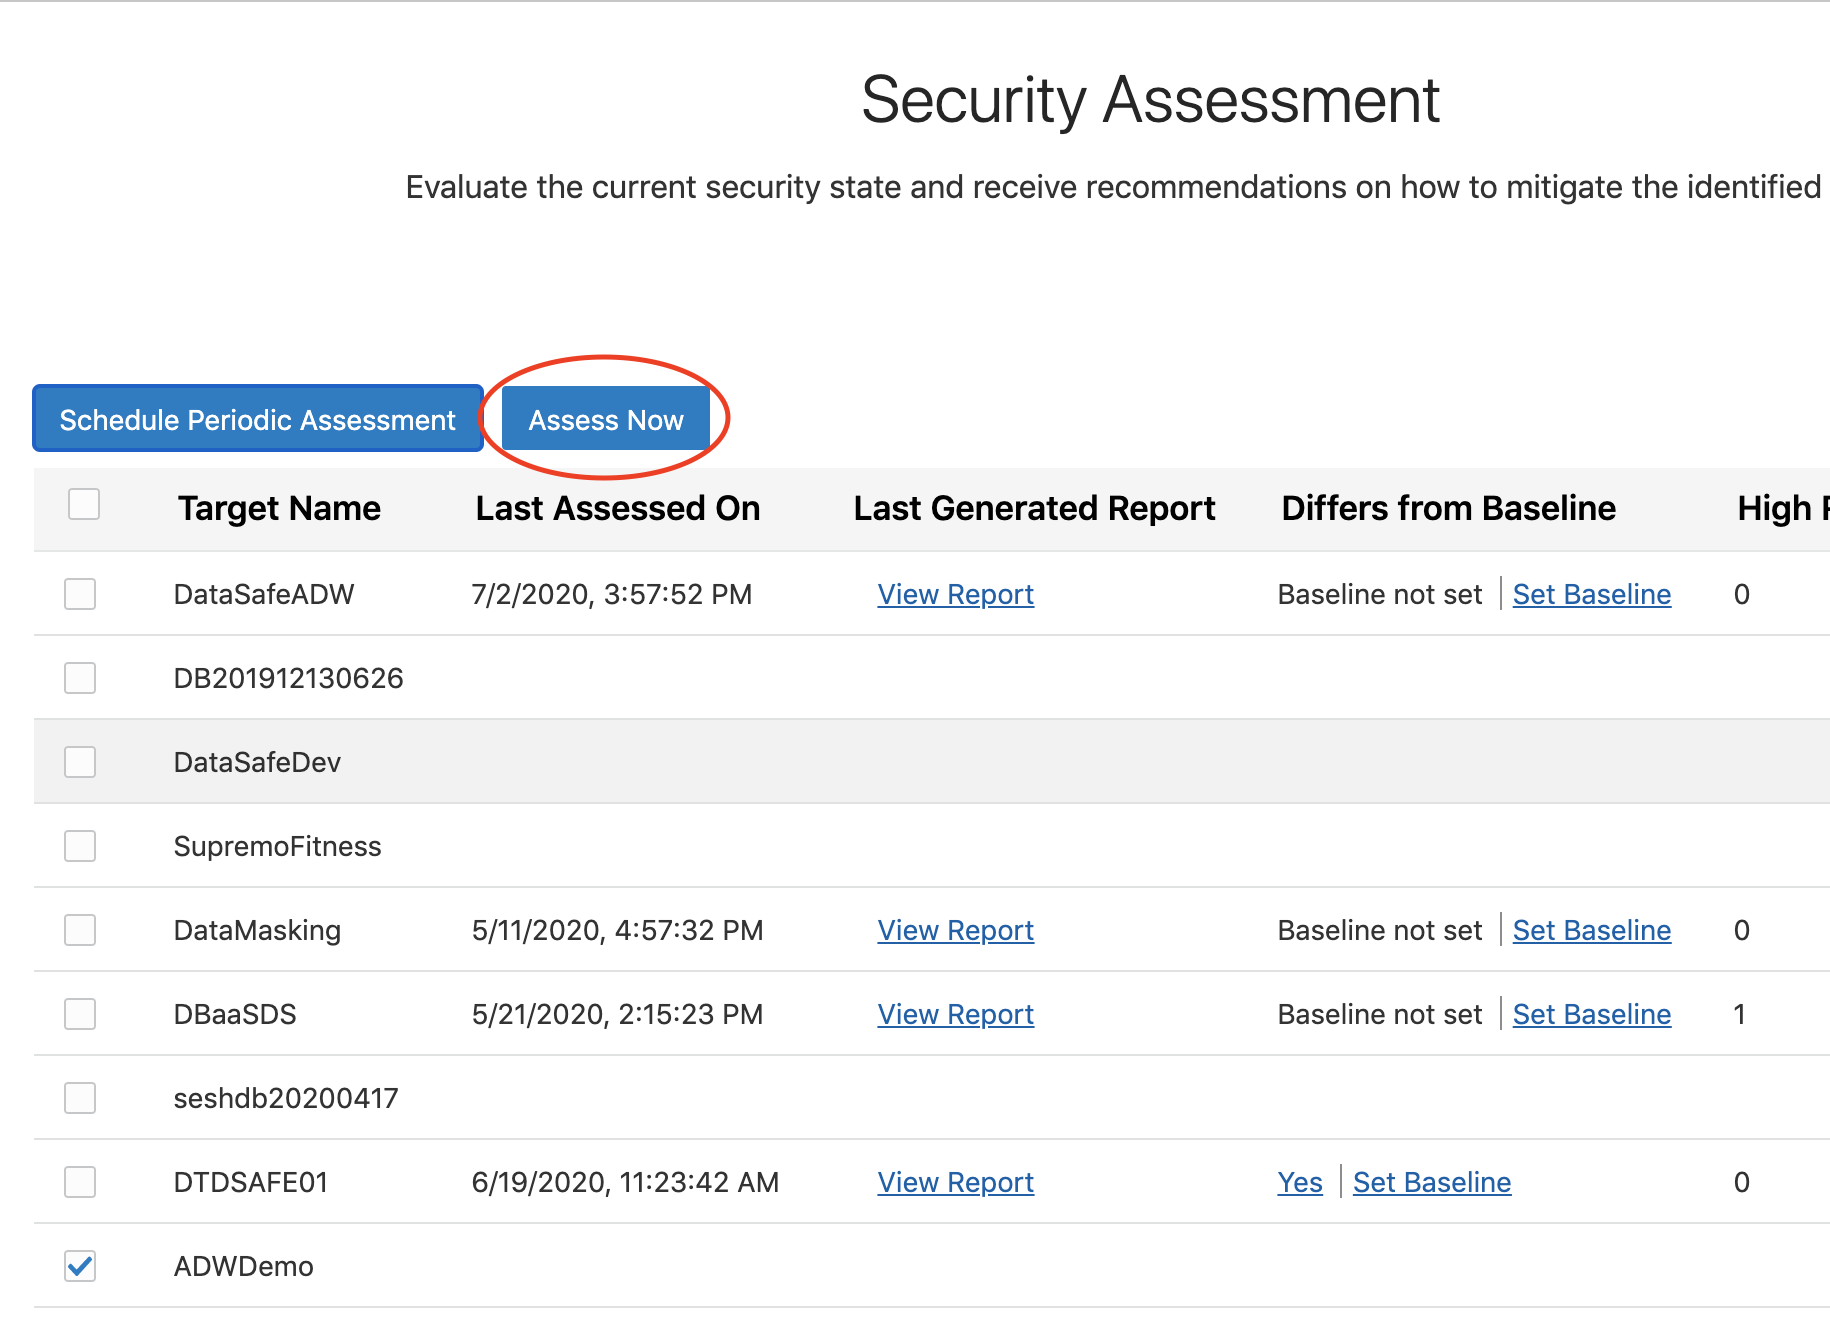 Security Assessment
Evaluate the current security state and receive recommendations on how to mitigate the identified
Schedule Periodic Assessment Assess Now
Target Name Last Assessed On Last Generated Report Differs from Baseline High
DataSafeADW 7/2/2020, 3:57:52 PM View Report Baseline not set Set Baseline 0
DB201912130626
DataSafeDev
SupremoFitness
DataMasking 5/11/2020, 4:57:32 PM View Report Baseline not set Set Baseline 0
DBaaSDS 5/21/2020, 2:15:23 PM View Report Baseline not set Set Baseline 1
seshdb20200417
DTDSAFE01 6/19/2020, 11:23:42 AM View Report Yes Set Baseline 0
ADWDemo